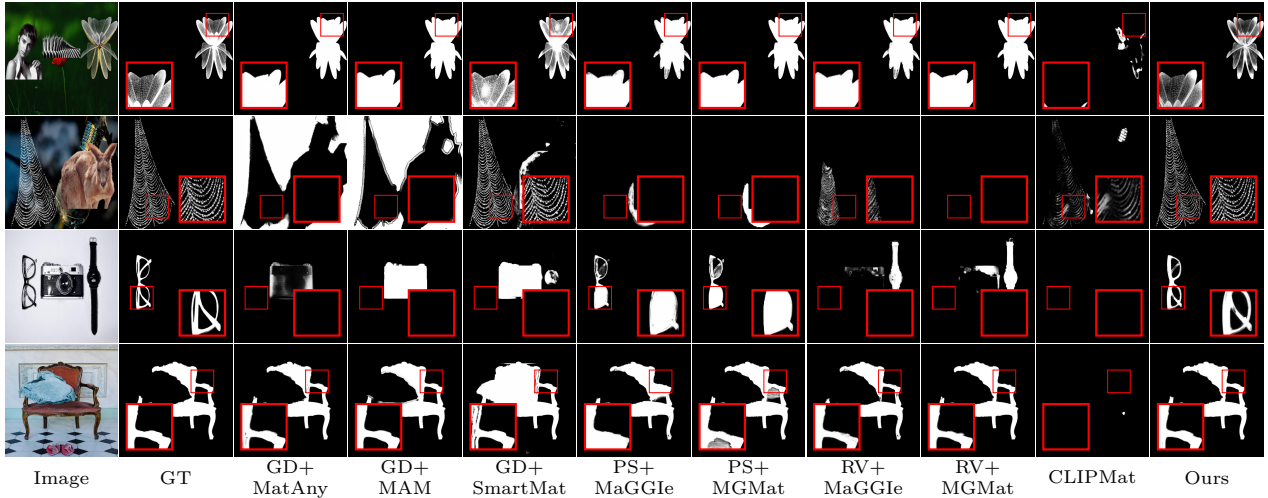 Image
GT
GD+
MatAny
GD+
MAM
GD+
SmartMat
PS+
MaGGIe
PS+
MGMat
RV+
MaGGIe
RV+
MGMat
CLIPMat
Ours